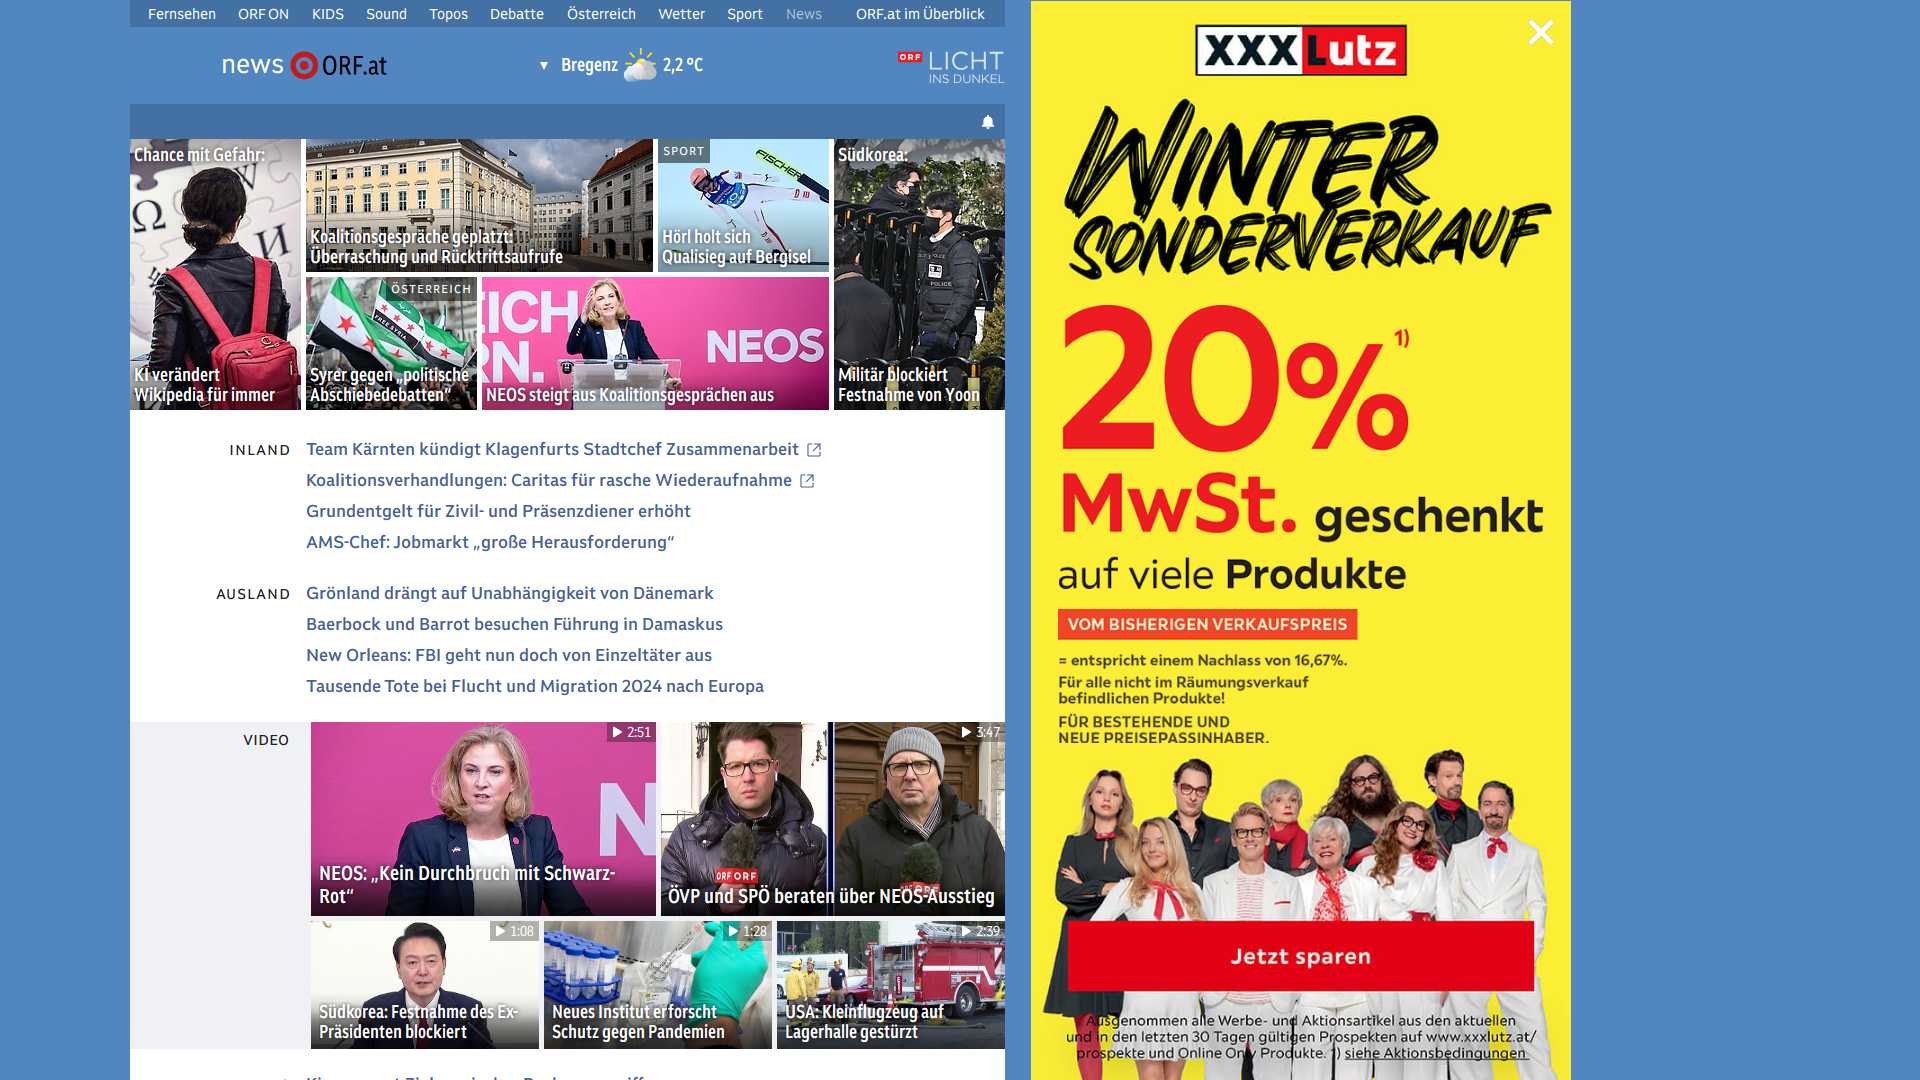 Fernsehen ORF ON KIDS Sound Topos Debatte Österreich Wetter Sport News ORF.at im Überblick
news ORF.at
▼ Bregenz 2,2 °C
ORF LICHT
INS DUNKEL
Chance mit Gefahr:
KI verändert
Wikipedia für immer
Koalitionsgespräche geplatzt:
Überraschung und Rücktrittsaufrufe
SPORT
FISCHER
Hörl holt sich
Qualisieg auf Bergisel
Südkorea:
POLICE
Militär blockiert
Festnahme von Yoon
ÖSTERREICH
FREE SYRIA
Syrer gegen „politische
Abschiebedebatten“
EICH
RN.
NEOS
NEOS steigt aus Koalitionsgesprächen aus
INLAND
Team Kärnten kündigt Klagenfurts Stadtchef Zusammenarbeit
Koalitionsverhandlungen: Caritas für rasche Wiederaufnahme
Grundentgelt für Zivil- und Präsenzdiener erhöht
AMS-Chef: Jobmarkt „große Herausforderung“
AUSLAND
Grönland drängt auf Unabhängigkeit von Dänemark
Baerbock und Barrot besuchen Führung in Damaskus
New Orleans: FBI geht nun doch von Einzeltäter aus
Tausende Tote bei Flucht und Migration 2024 nach Europa
VIDEO
2:51
N
NEOS: „Kein Durchbruch mit Schwarz-
Rot“
3:47
ORF ORF
ÖVP und SPÖ beraten über NEOS-Ausstieg
1:08
Südkorea: Festnahme des Ex-
Präsidenten blockiert
1:28
Neues Institut erforscht
Schutz gegen Pandemien
2:39
USA: Kleinflugzeug auf
Lagerhalle gestürzt
XXXLutz
WINTER
SONDERVERKAUF
20% 1)
MwSt. geschenkt
auf viele Produkte
VOM BISHERIGEN VERKAUFSPREIS
= entspricht einem Nachlass von 16,67%.
Für alle nicht im Räumungsverkauf
befindlichen Produkte!
FÜR BESTEHENDE UND
NEUE PREISEPASSINHABER.
Jetzt sparen
Ausgenommen alle Werbe- und Aktionsartikel aus den aktuellen
und in den letzten 30 Tagen gültigen Prospekten auf www.xxxlutz.at/
prospekte und Online Only Produkte. 1) siehe Aktionsbedingungen